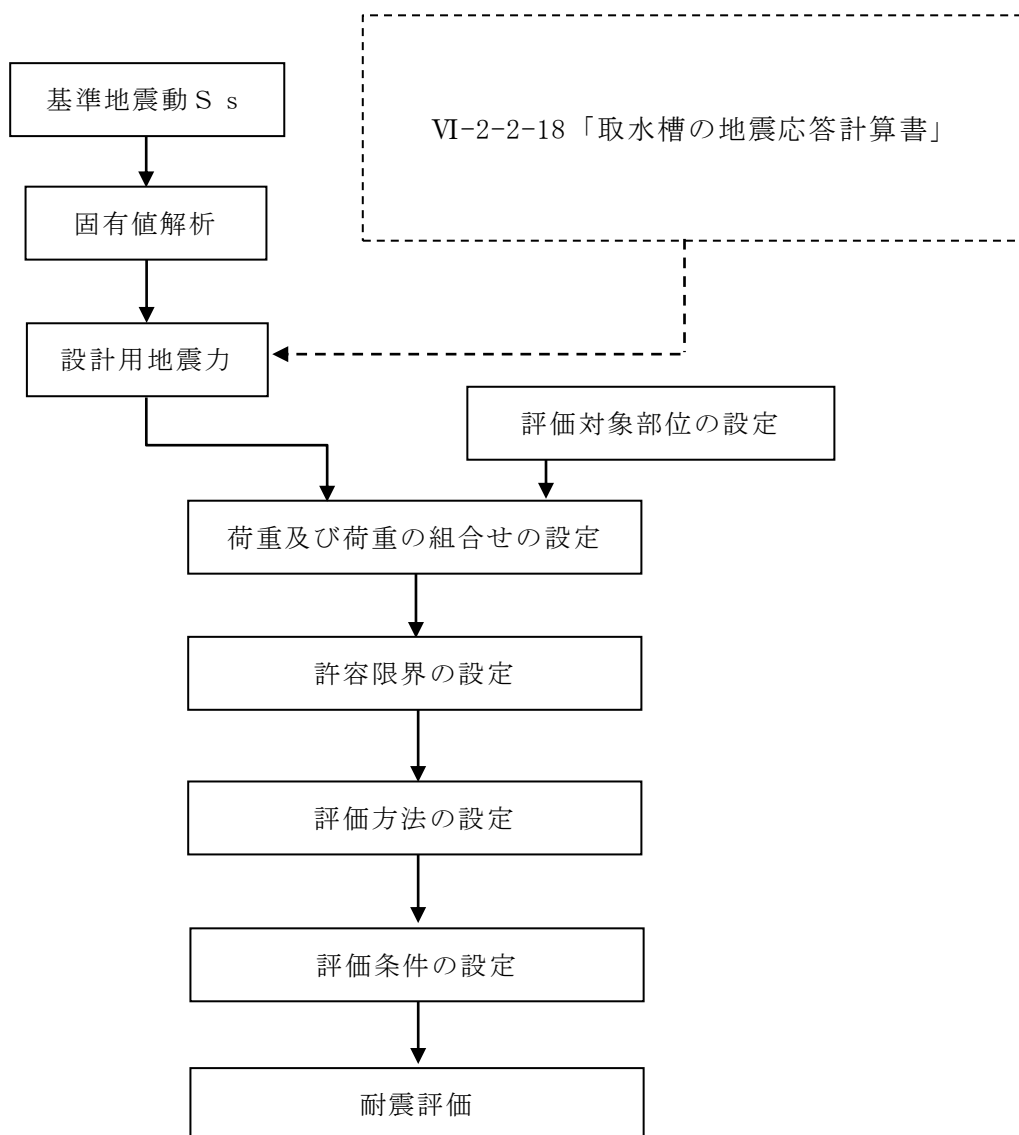 基準地震動Ｓｓ
Ⅵ-2-2-18「取水槽の地震応答計算書」
固有値解析
設計用地震力
評価対象部位の設定
荷重及び荷重の組合せの設定
許容限界の設定
評価方法の設定
評価条件の設定
耐震評価